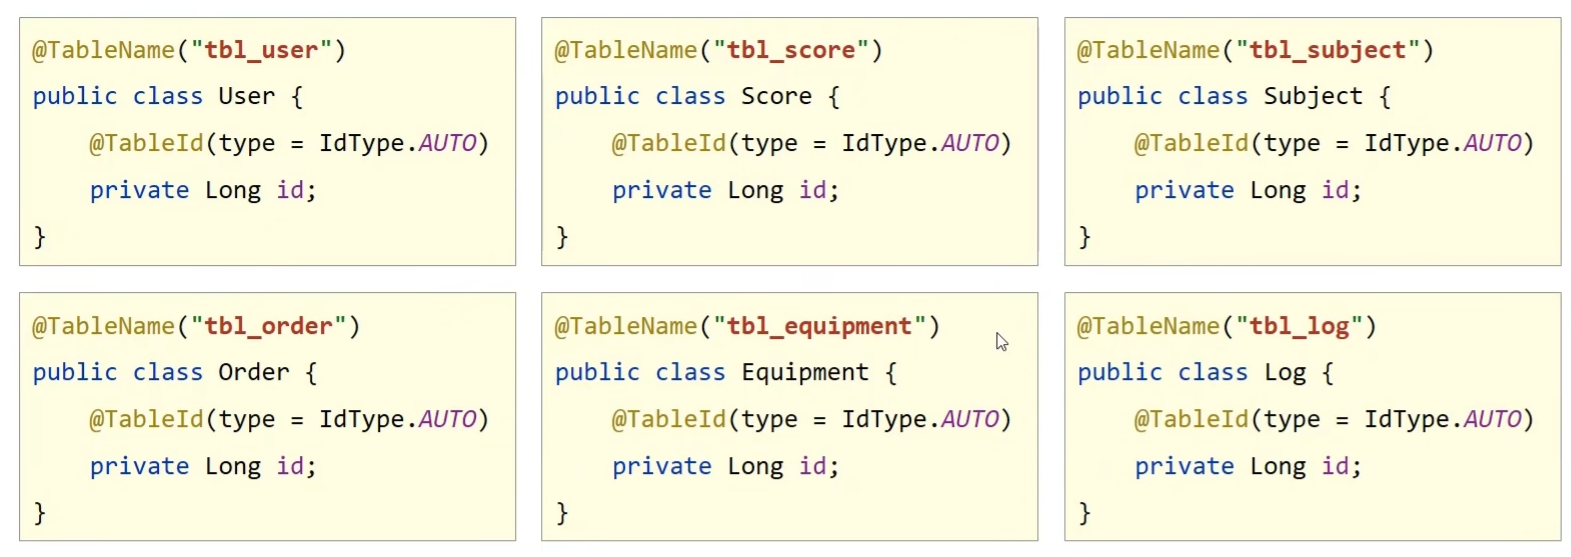 @TableName("tbl_user")
public class User {
    @TableId(type = IdType.AUTO)
    private Long id;
}
@TableName("tbl_score")
public class Score {
    @TableId(type = IdType.AUTO)
    private Long id;
}
@TableName("tbl_subject")
public class Subject {
    @TableId(type = IdType.AUTO)
    private Long id;
}
@TableName("tbl_order")
public class Order {
    @TableId(type = IdType.AUTO)
    private Long id;
}
@TableName("tbl_equipment")
public class Equipment {
    @TableId(type = IdType.AUTO)
    private Long id;
}
@TableName("tbl_log")
public class Log {
    @TableId(type = IdType.AUTO)
    private Long id;
}